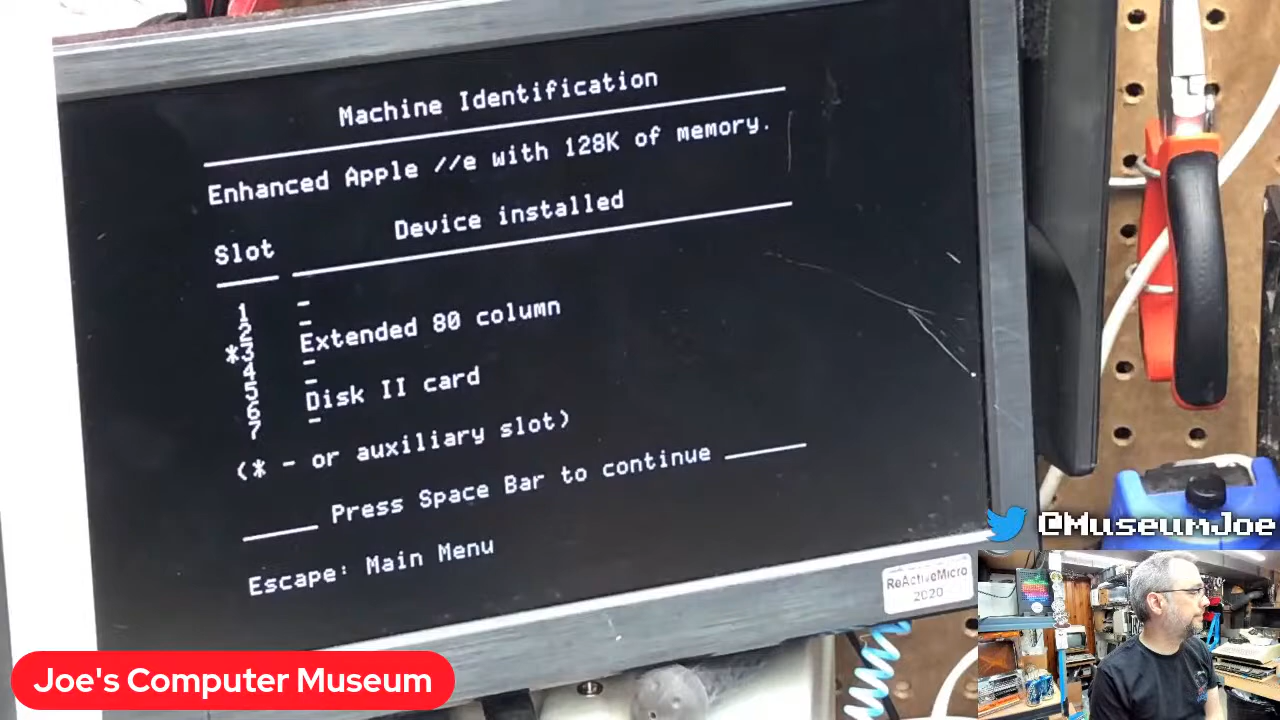 Machine Identification
Enhanced Apple //e with 128K of memory.
Slot Device installed
1 -
2 -
*3 Extended 80 column
4 -
5 -
6 Disk II card
7 -
(* - or auxiliary slot)
_____ Press Space Bar to continue _____
Escape: Main Menu
@MuseumJoe
ReActiveMicro
2020
Joe's Computer Museum